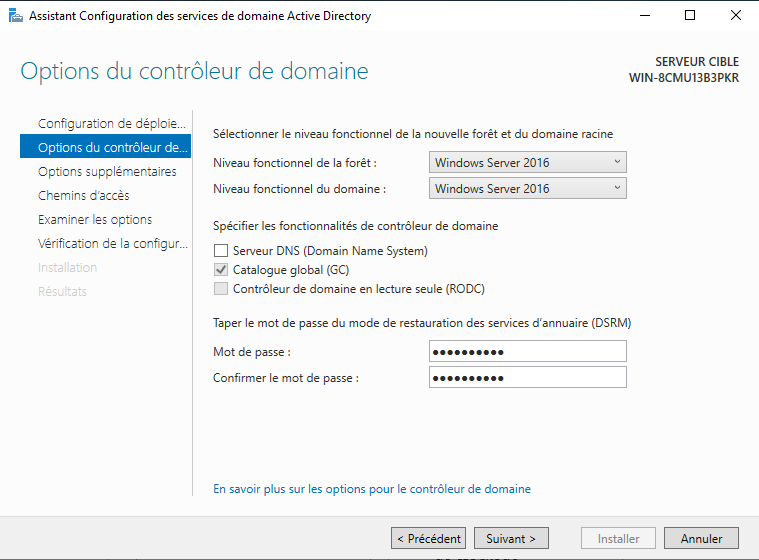 Assistant Configuration des services de domaine Active Directory
Options du contrôleur de domaine
SERVEUR CIBLE
WIN-8CMU13B3PKR
Configuration de déploie...
Options du contrôleur de...
Options supplémentaires
Chemins d'accès
Examiner les options
Vérification de la configur...
Installation
Résultats
Sélectionner le niveau fonctionnel de la nouvelle forêt et du domaine racine
Niveau fonctionnel de la forêt : Windows Server 2016
Niveau fonctionnel du domaine : Windows Server 2016
Spécifier les fonctionnalités de contrôleur de domaine
Serveur DNS (Domain Name System)
Catalogue global (GC)
Contrôleur de domaine en lecture seule (RODC)
Taper le mot de passe du mode de restauration des services d'annuaire (DSRM)
Mot de passe : ●●●●●●●●●●
Confirmer le mot de passe : ●●●●●●●●●●
En savoir plus sur les options pour le contrôleur de domaine
< Précédent Suivant > Installer Annuler